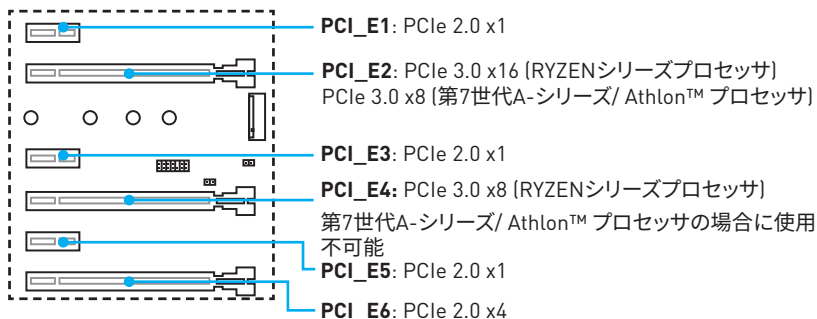 PCI_E1: PCIe 2.0 x1
PCI_E2: PCIe 3.0 x16 (RYZENシリーズプロセッサ)
PCIe 3.0 x8 (第7世代A-シリーズ/ Athlon™ プロセッサ)
PCI_E3: PCIe 2.0 x1
PCI_E4: PCIe 3.0 x8 (RYZENシリーズプロセッサ)
第7世代A-シリーズ/ Athlon™ プロセッサの場合に使用
不可能
PCI_E5: PCIe 2.0 x1
PCI_E6: PCIe 2.0 x4